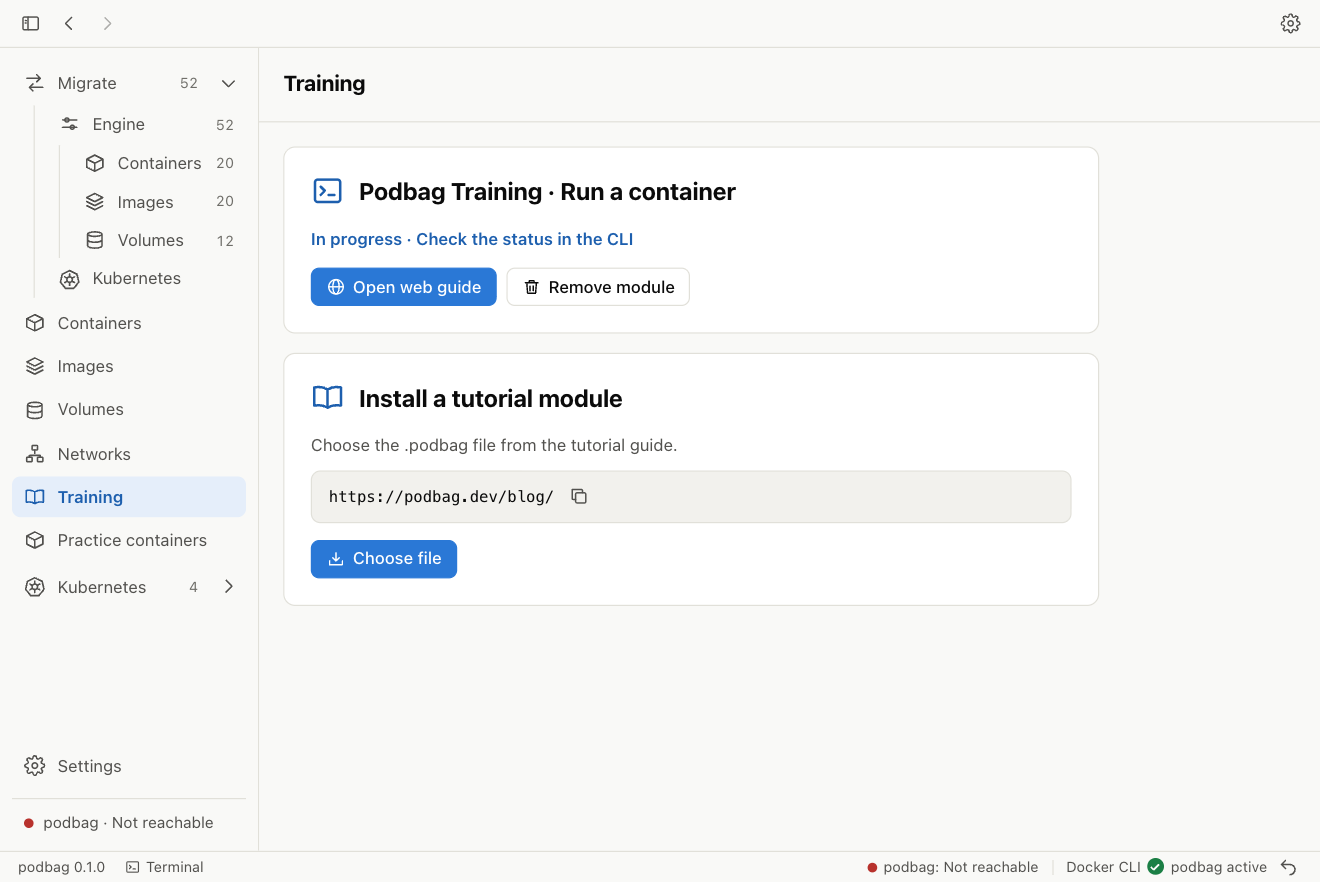 Migrate 52
Engine 52
Containers 20
Images 20
Volumes 12
Kubernetes
Containers
Images
Volumes
Networks
Training
Practice containers
Kubernetes 4
Settings
podbag · Not reachable
Training
Podbag Training · Run a container
In progress · Check the status in the CLI
Open web guide Remove module
Install a tutorial module
Choose the .podbag file from the tutorial guide.
https://podbag.dev/blog/
Choose file
podbag 0.1.0 Terminal podbag: Not reachable Docker CLI podbag active